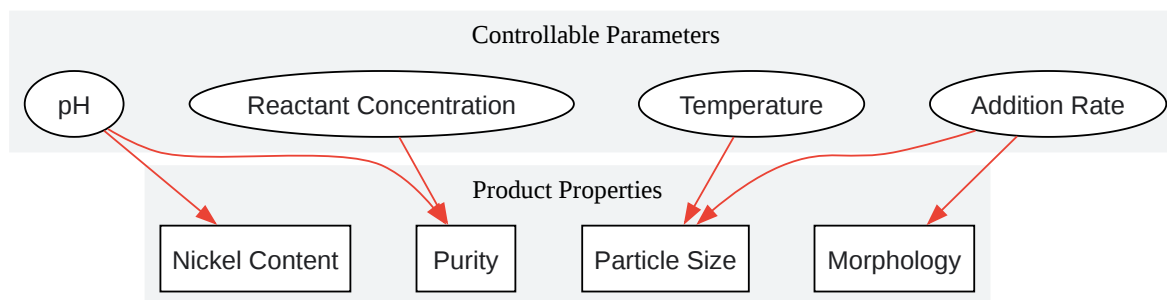 Controllable Parameters
pH
Reactant Concentration
Temperature
Addition Rate
Product Properties
Nickel Content
Purity
Particle Size
Morphology